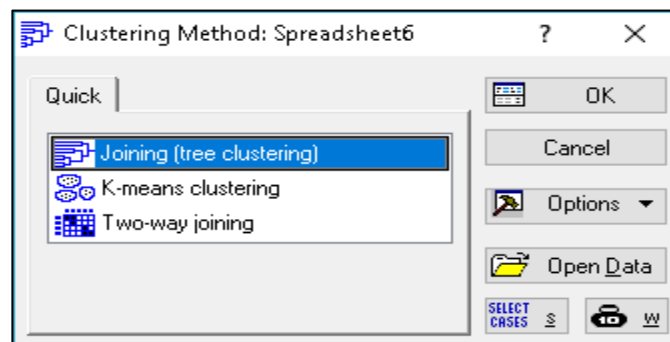 Clustering Method: Spreadsheet6 ?
Quick
Joining (tree clustering)
K-means clustering
Two-way joining
OK
Cancel
Options
Open Data
SELECT
CASES S
W